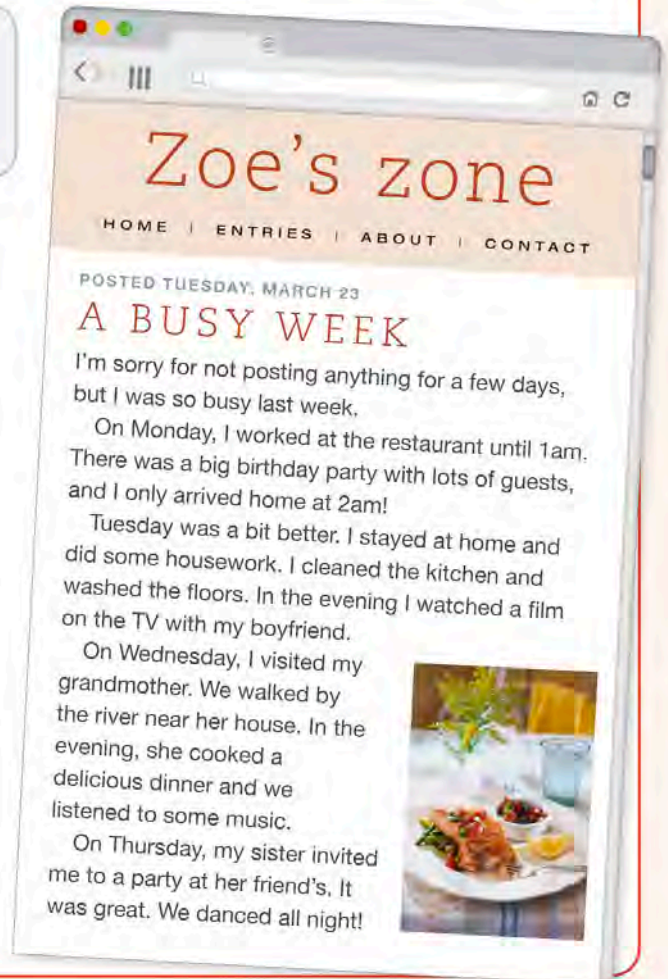 Zoe's zone
HOME | ENTRIES | ABOUT | CONTACT
POSTED TUESDAY, MARCH 23
A BUSY WEEK
I'm sorry for not posting anything for a few days,
but I was so busy last week.
On Monday, I worked at the restaurant until 1am.
There was a big birthday party with lots of guests,
and I only arrived home at 2am!
Tuesday was a bit better. I stayed at home and
did some housework. I cleaned the kitchen and
washed the floors. In the evening I watched a film
on the TV with my boyfriend.
On Wednesday, I visited my
grandmother. We walked by
the river near her house. In the
evening, she cooked a
delicious dinner and we
listened to some music.
On Thursday, my sister invited
me to a party at her friend's. It
was great. We danced all night!